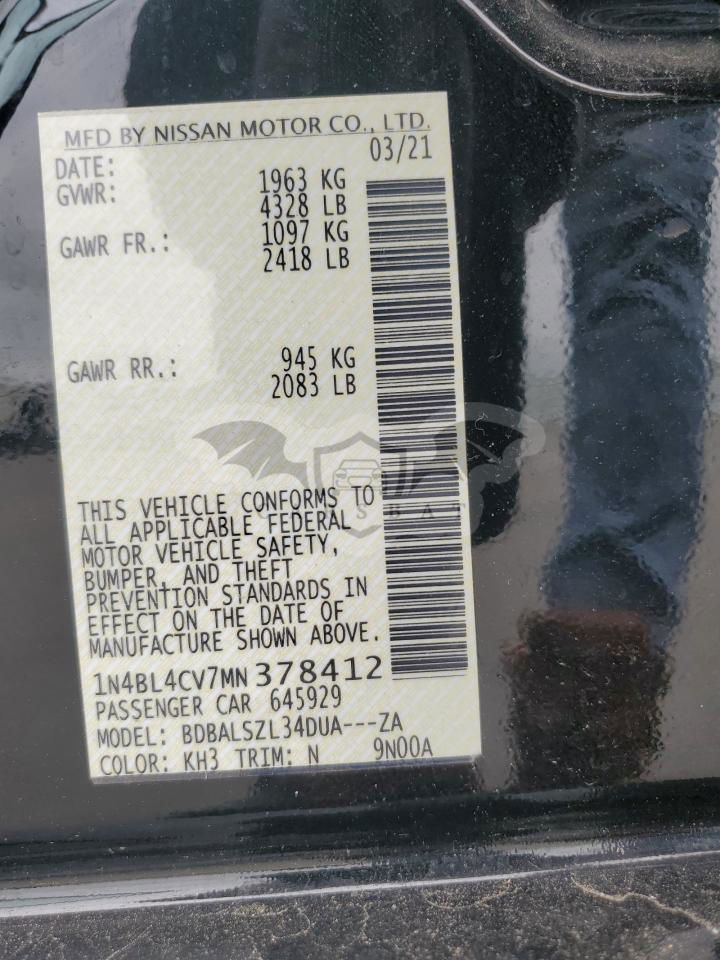 MFD BY NISSAN MOTOR CO., LTD.
DATE: 03/21
GVWR: 1963 KG
4328 LB
GAWR FR.: 1097 KG
2418 LB
GAWR RR.: 945 KG
2083 LB
THIS VEHICLE CONFORMS TO
ALL APPLICABLE FEDERAL
MOTOR VEHICLE SAFETY,
BUMPER, AND THEFT
PREVENTION STANDARDS IN
EFFECT ON THE DATE OF
MANUFACTURE SHOWN ABOVE.
1N4BL4CV7MN 378412
PASSENGER CAR 645929
MODEL: BDBALSZL34DUA---ZA
COLOR: KH3 TRIM: N 9N00A